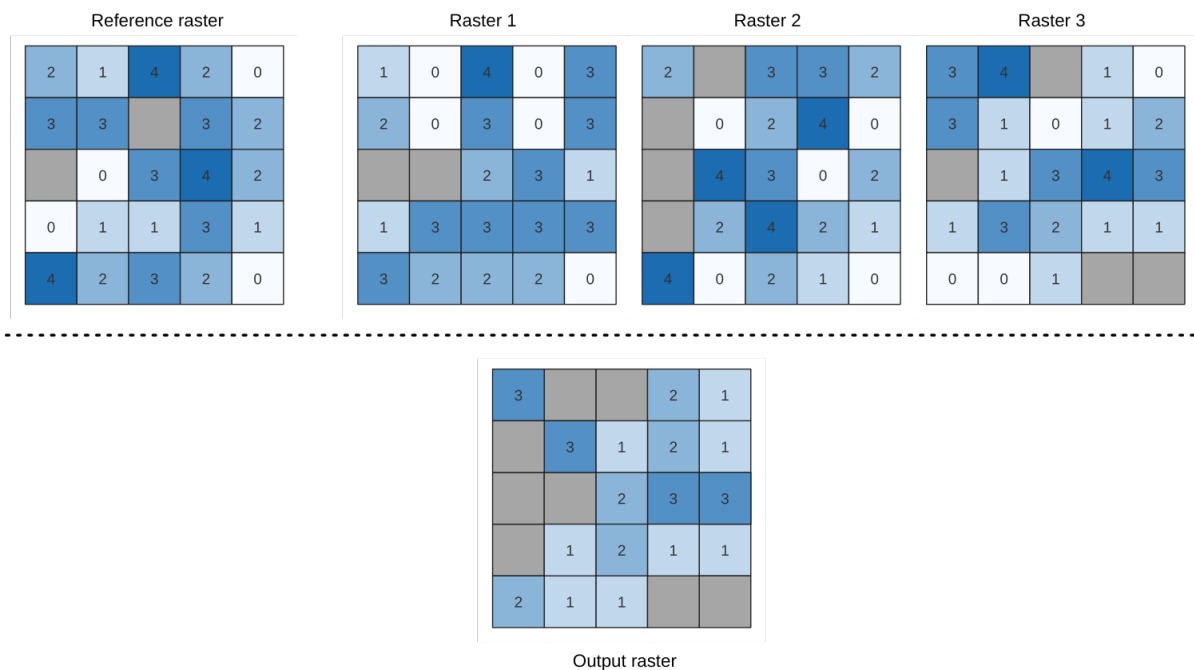 Reference raster Raster 1 Raster 2 Raster 3
2 1 4 2 0 1 0 4 0 3 2 3 3 2 3 4 1 0
3 3 3 2 2 0 3 0 3 0 2 4 0 3 1 0 1 2
0 3 4 2 2 3 1 4 3 0 2 1 3 4 3
0 1 1 3 1 1 3 3 3 3 2 4 2 1 1 3 2 1 1
4 2 3 2 0 3 2 2 2 0 4 0 2 1 0 0 0 1
3 2 1
3 1 2 1
2 3 3
1 2 1 1
2 1 1
Output raster